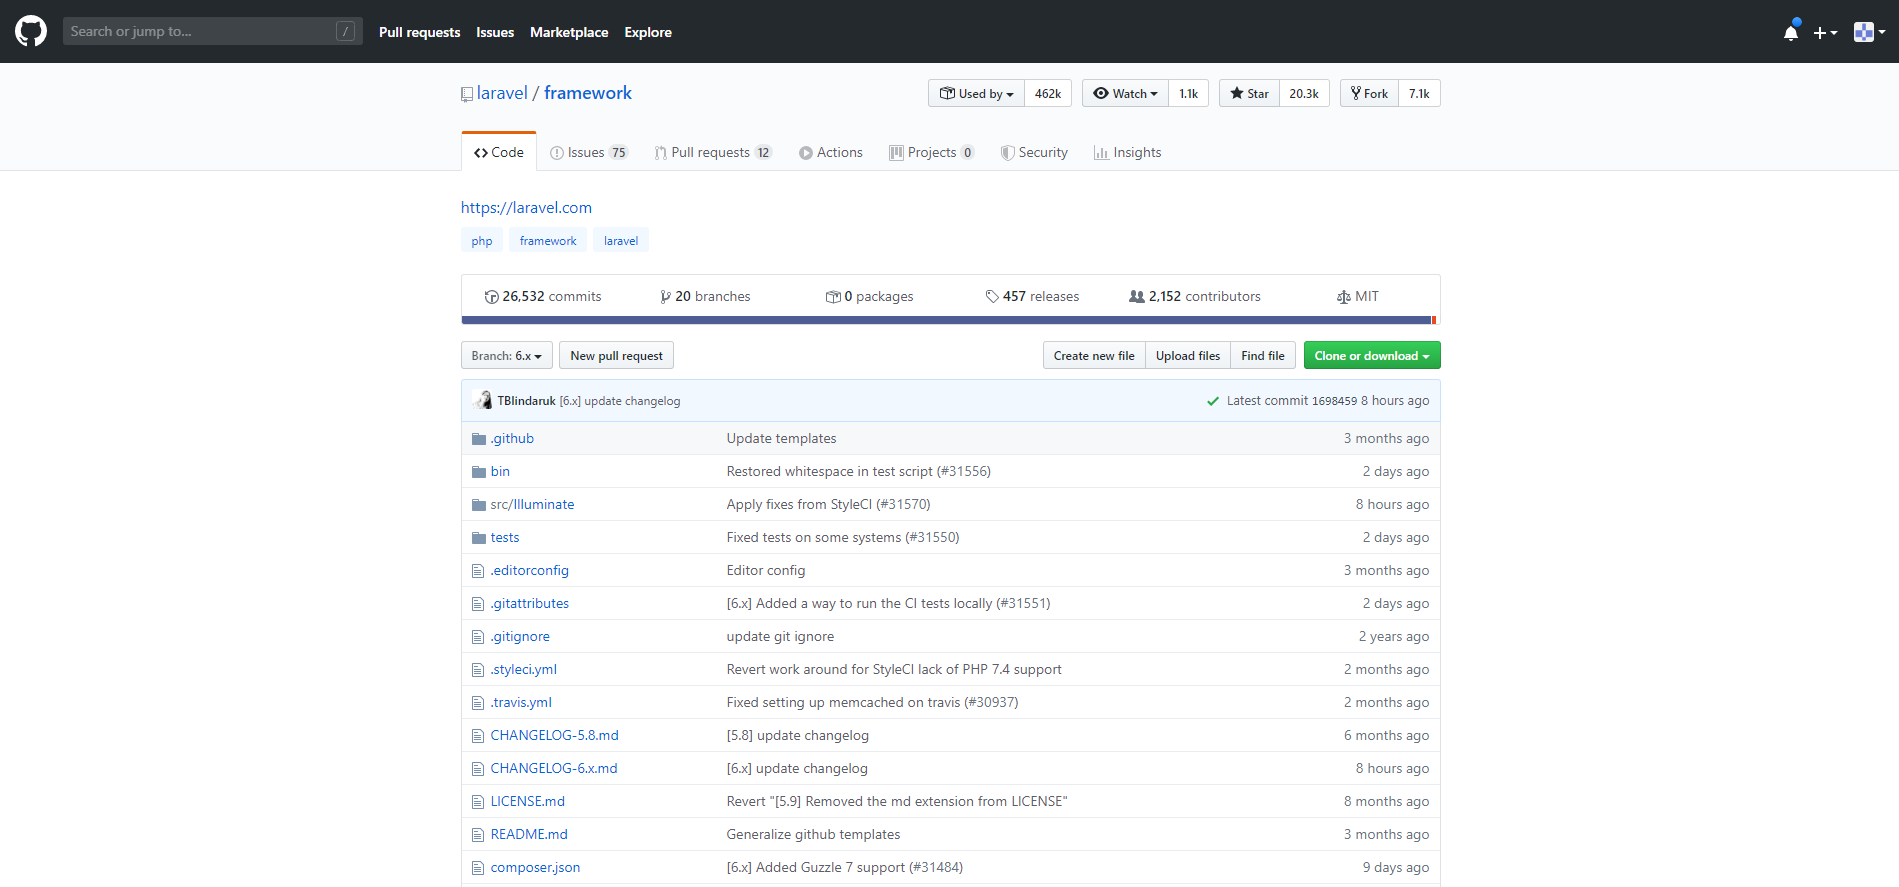 Search or jump to... /
Pull requests Issues Marketplace Explore
laravel / framework
Used by 462k Watch 1.1k Star 20.3k Fork 7.1k
Code Issues 75 Pull requests 12 Actions Projects 0 Security Insights
https://laravel.com
php framework laravel
26,532 commits 20 branches 0 packages 457 releases 2,152 contributors MIT
Branch: 6.x New pull request Create new file Upload files Find file Clone or download
TBlindaruk [6.x] update changelog Latest commit 1698459 8 hours ago
.github Update templates 3 months ago
bin Restored whitespace in test script (#31556) 2 days ago
src/Illuminate Apply fixes from StyleCI (#31570) 8 hours ago
tests Fixed tests on some systems (#31550) 2 days ago
.editorconfig Editor config 3 months ago
.gitattributes [6.x] Added a way to run the CI tests locally (#31551) 2 days ago
.gitignore update git ignore 2 years ago
.styleci.yml Revert work around for StyleCI lack of PHP 7.4 support 2 months ago
.travis.yml Fixed setting up memcached on travis (#30937) 2 months ago
CHANGELOG-5.8.md [5.8] update changelog 6 months ago
CHANGELOG-6.x.md [6.x] update changelog 8 hours ago
LICENSE.md Revert "[5.9] Removed the md extension from LICENSE" 8 months ago
README.md Generalize github templates 3 months ago
composer.json [6.x] Added Guzzle 7 support (#31484) 9 days ago